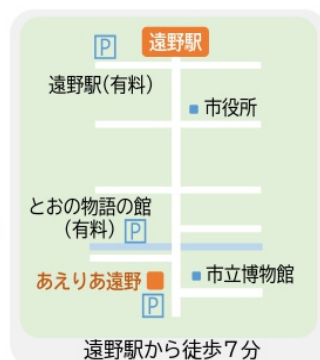 P
遠野駅
遠野駅(有料)
市役所
とおの物語の館
(有料) P
あえりあ遠野
市立博物館
P
遠野駅から徒歩7分